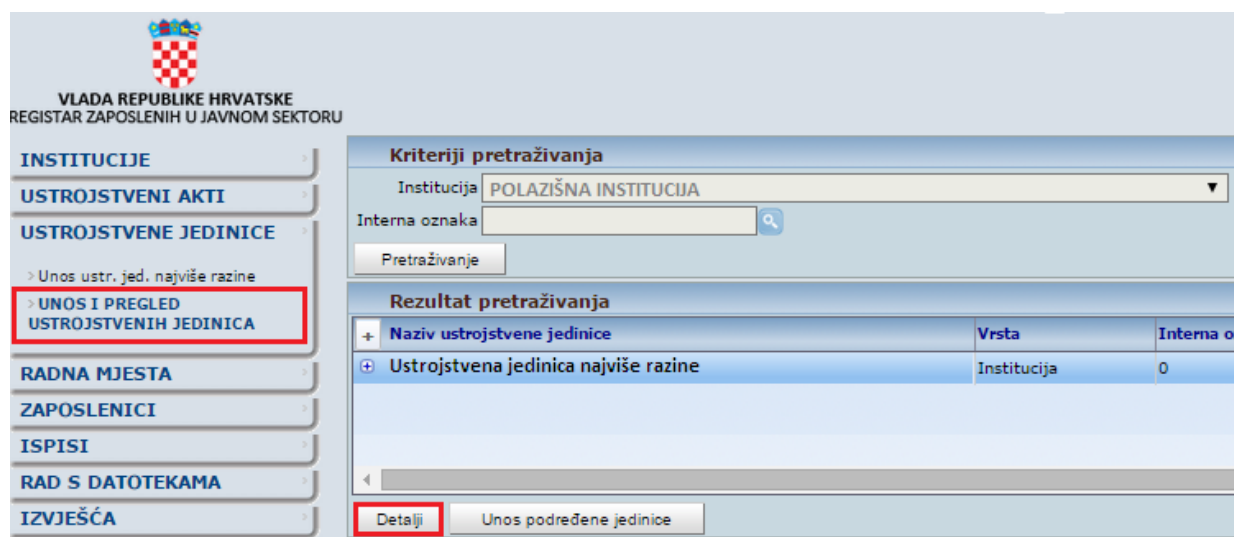 VLADA REPUBLIKE HRVATSKE
REGISTAR ZAPOSLENIH U JAVNOM SEKTORU
INSTITUCIJE
USTROJSTVENI AKTI
USTROJSTVENE JEDINICE
Unos ustr. jed. najviše razine
UNOS I PREGLED
USTROJSTVENIH JEDINICA
RADNA MJESTA
ZAPOSLENICI
ISPISI
RAD S DATOTEKAMA
IZVJEŠĆA
Kriteriji pretraživanja
Institucija POLAZIŠNA INSTITUCIJA
Interna oznaka
Pretraživanje
Rezultat pretraživanja
Naziv ustrojstvene jedinice Vrsta Interna o
Ustrojstvena jedinica najviše razine Institucija 0
Detalji Unos podređene jedinice